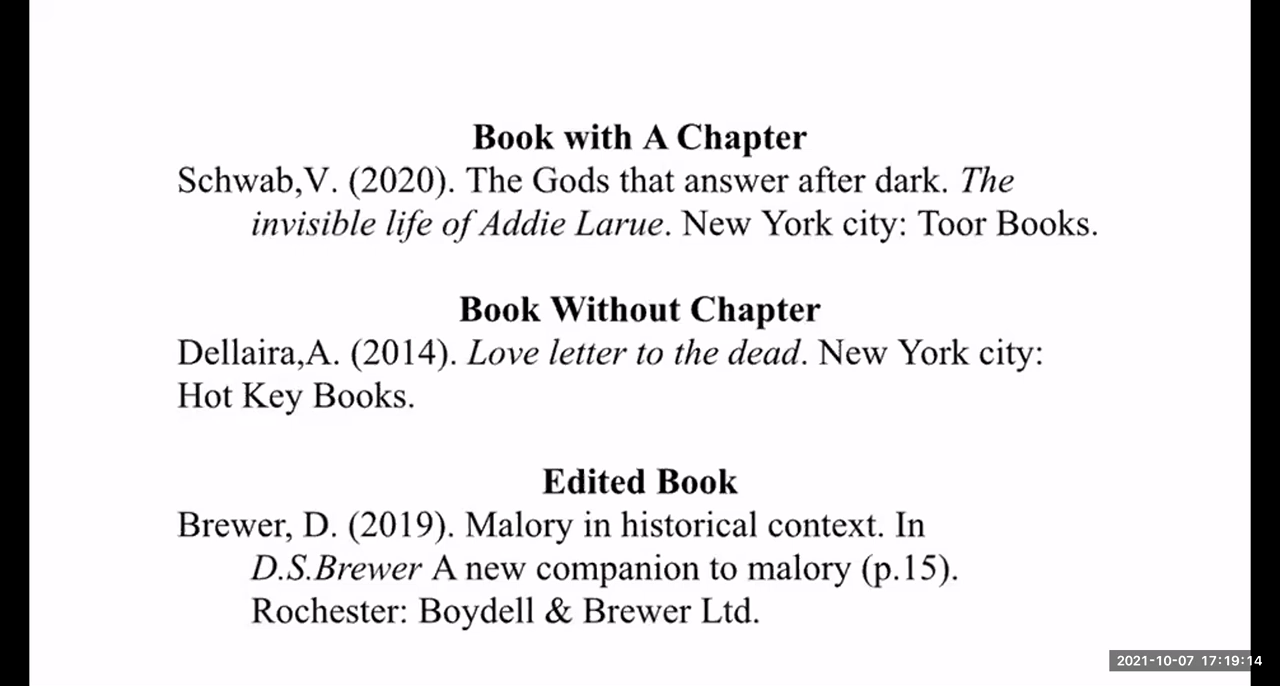 Book with A Chapter
Schwab,V. (2020). The Gods that answer after dark. The
invisible life of Addie Larue. New York city: Toor Books.
Book Without Chapter
Dellaira,A. (2014). Love letter to the dead. New York city:
Hot Key Books.
Edited Book
Brewer, D. (2019). Malory in historical context. In
D.S.Brewer A new companion to malory (p.15).
Rochester: Boydell & Brewer Ltd.
2021-10-07 17:19:14